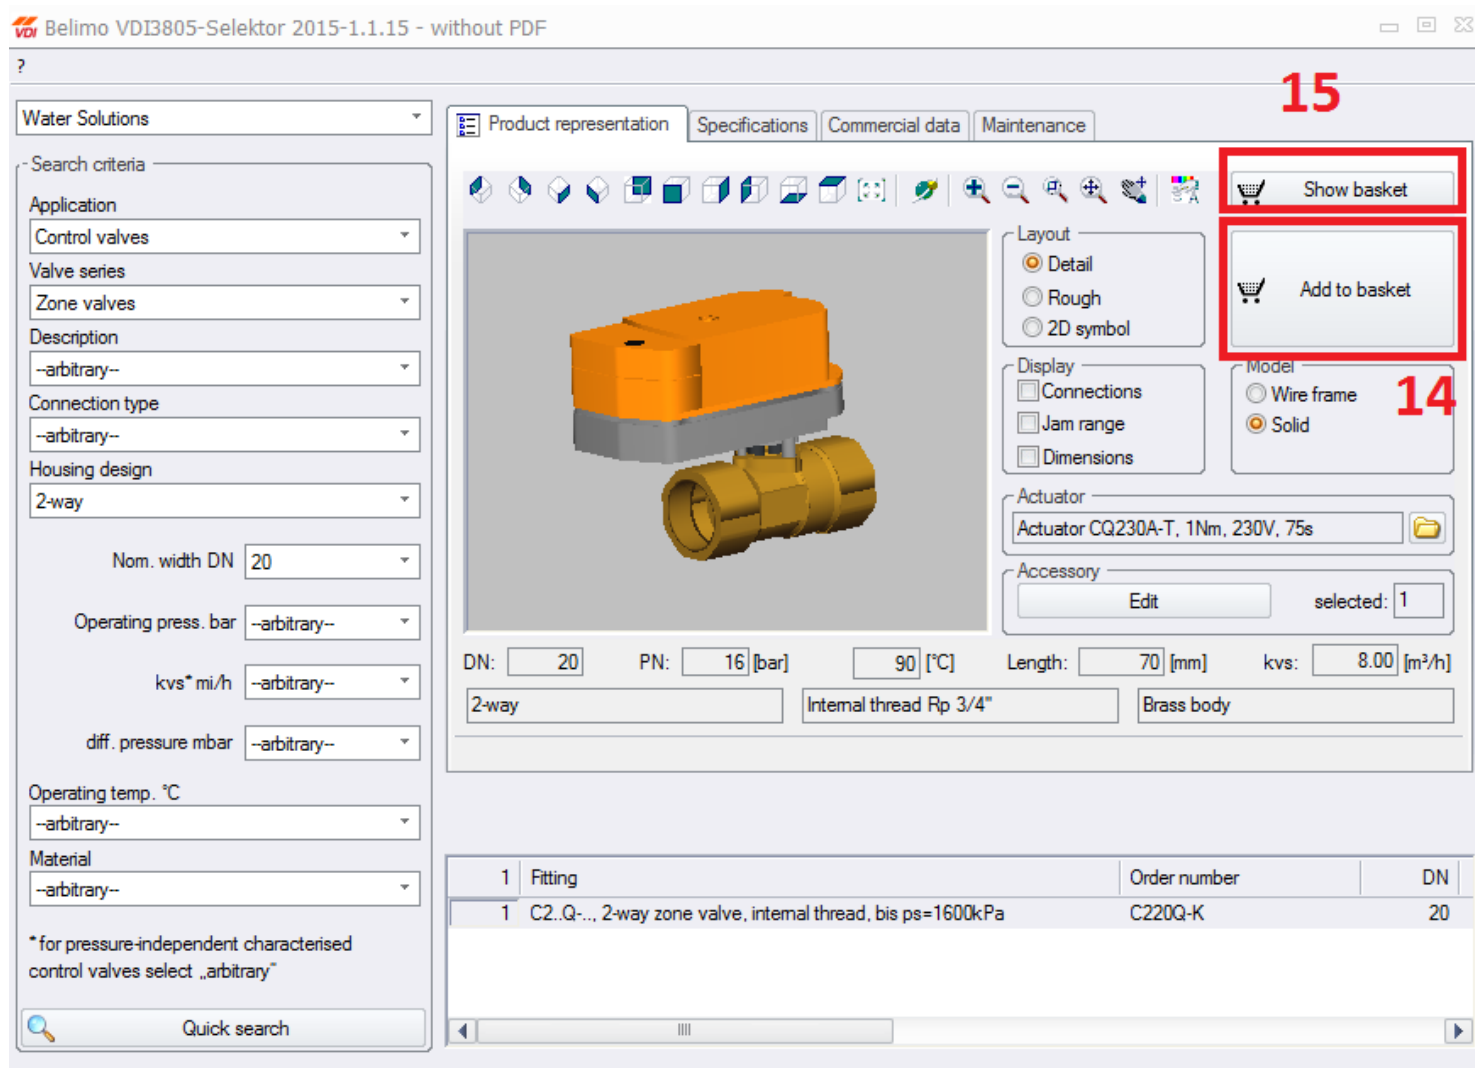 VDI Belimo VDI3805-Selektor 2015-1.1.15 - without PDF
?
15
Water Solutions
Product representation Specifications Commercial data Maintenance
Search criteria
Show basket
Application
Control valves
Valve series
Zone valves
Description
--arbitrary--
Connection type
--arbitrary--
Housing design
2-way
Nom. width DN 20
Operating press. bar --arbitrary--
kvs* mi/h --arbitrary--
diff. pressure mbar --arbitrary--
Operating temp. °C
--arbitrary--
Material
--arbitrary--
* for pressure-independent characterised
control valves select „arbitrary"
Quick search
Layout
Detail
Rough
2D symbol
Add to basket
14
Display
Connections
Jam range
Dimensions
Model
Wire frame
Solid
Actuator
Actuator CQ230A-T, 1Nm, 230V, 75s
Accessory
Edit selected: 1
DN: 20 PN: 16 [bar] 90 [°C] Length: 70 [mm] kvs: 8.00 [m³/h]
2-way Internal thread Rp 3/4" Brass body
1 Fitting Order number DN
1 C2..Q-.., 2-way zone valve, internal thread, bis ps=1600kPa C220Q-K 20